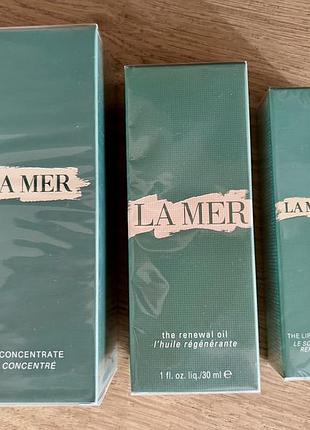 LA MER
CONCENTRATE
CONCENTRÉ
LA MER
the renewal oil
l'huile régénérante
1 fl. oz. liq./30 ml e
LA M
THE LIP
LE SO